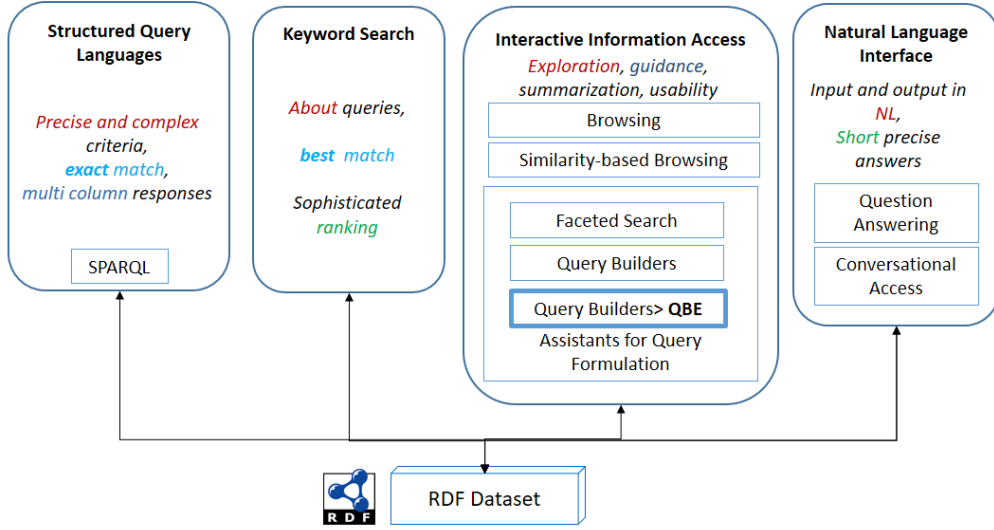 Structured Query
Languages
Precise and complex
criteria,
exact match,
multi column responses
SPARQL
Keyword Search
About queries,
best match
Sophisticated
ranking
Interactive Information Access
Exploration, guidance,
summarization, usability
Browsing
Similarity-based Browsing
Faceted Search
Query Builders
Query Builders> QBE
Assistants for Query
Formulation
Natural Language
Interface
Input and output in
NL,
Short precise
answers
Question
Answering
Conversational
Access
RDF
RDF Dataset